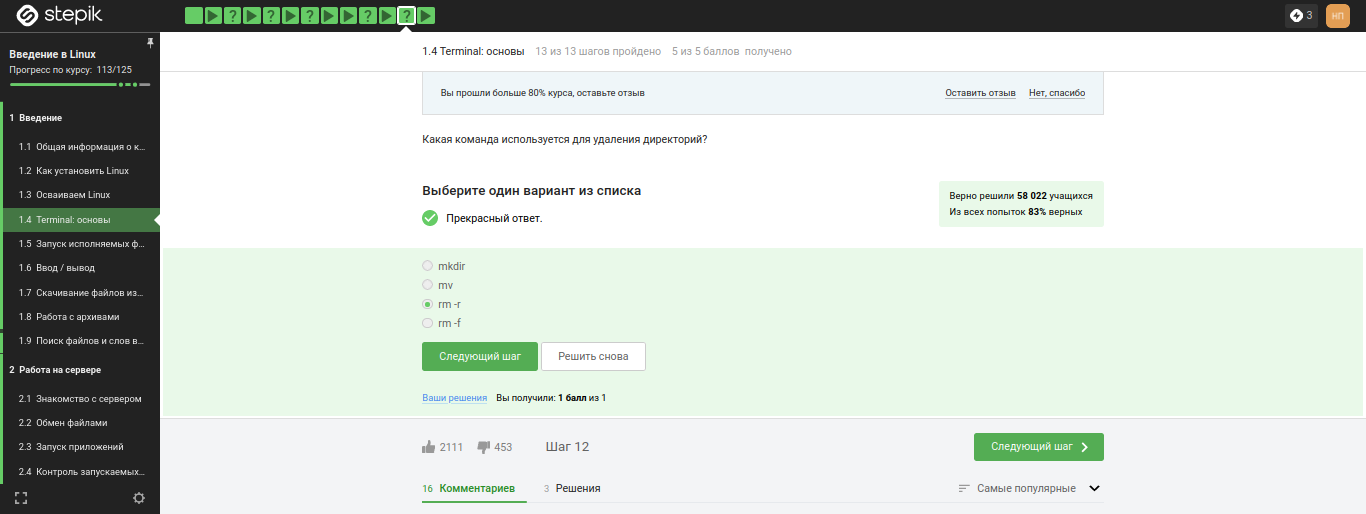 stepik
3
НП
Введение в Linux
Прогресс по курсу: 113/125
1 Введение
1.1 Общая информация о к...
1.2 Как установить Linux
1.3 Осваиваем Linux
1.4 Terminal: основы
1.5 Запуск исполняемых ф...
1.6 Ввод / вывод
1.7 Скачивание файлов из...
1.8 Работа с архивами
1.9 Поиск файлов и слов в...
2 Работа на сервере
2.1 Знакомство с сервером
2.2 Обмен файлами
2.3 Запуск приложений
2.4 Контроль запускаемых...
1.4 Terminal: основы 13 из 13 шагов пройдено 5 из 5 баллов получено
Вы прошли больше 80% курса, оставьте отзыв Оставить отзыв Нет, спасибо
Какая команда используется для удаления директорий?
Выберите один вариант из списка
Прекрасный ответ.
Верно решили 58 022 учащихся
Из всех попыток 83% верных
mkdir
mv
rm -r
rm -f
Следующий шаг Решить снова
Ваши решения Вы получили: 1 балл из 1
2111 453 Шаг 12 Следующий шаг
16 Комментариев 3 Решения Самые популярные